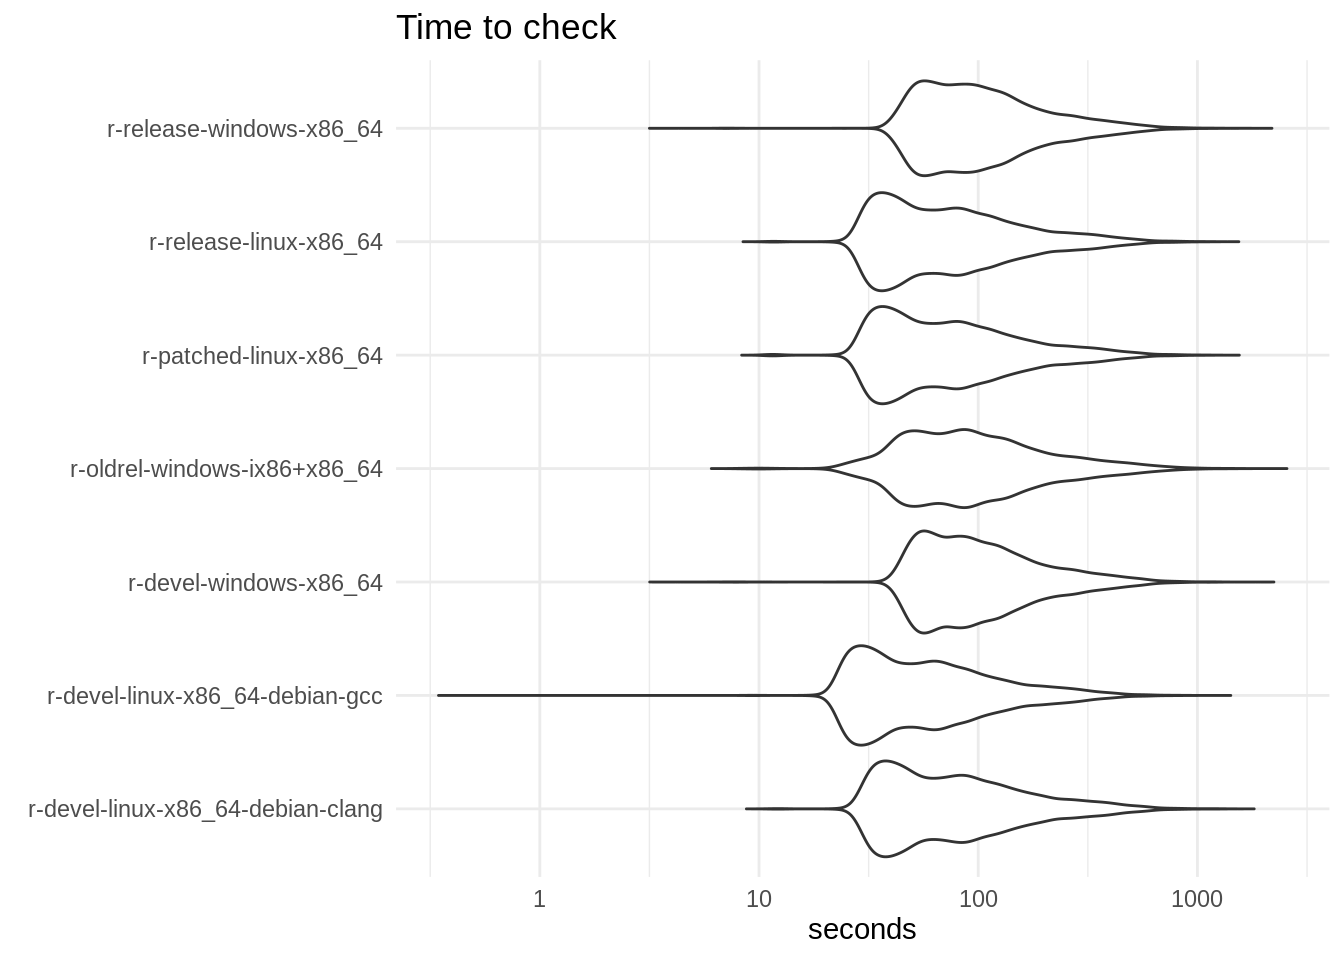 Time to check
r-release-windows-x86_64
r-release-linux-x86_64
r-patched-linux-x86_64
r-oldrel-windows-ix86+x86_64
r-devel-windows-x86_64
r-devel-linux-x86_64-debian-gcc
r-devel-linux-x86_64-debian-clang
1 10 100 1000
seconds